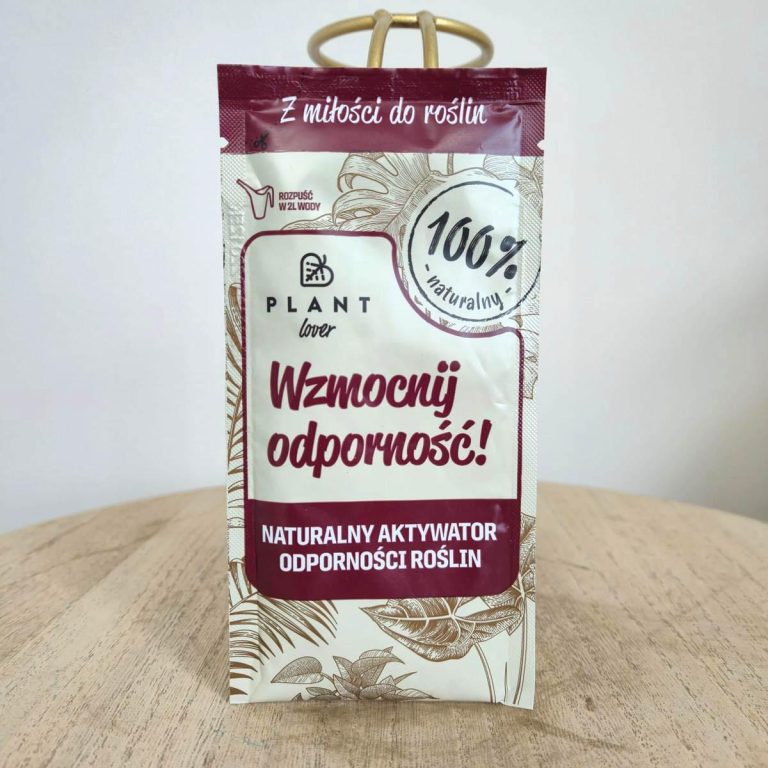 Z miłości do roślin
ROZPUŚĆ
W 2L WODY
100%
- naturalny -
PLANT
lover
Wzmocnij
odporność!
NATURALNY AKTYWATOR
ODPORNOŚCI ROŚLIN